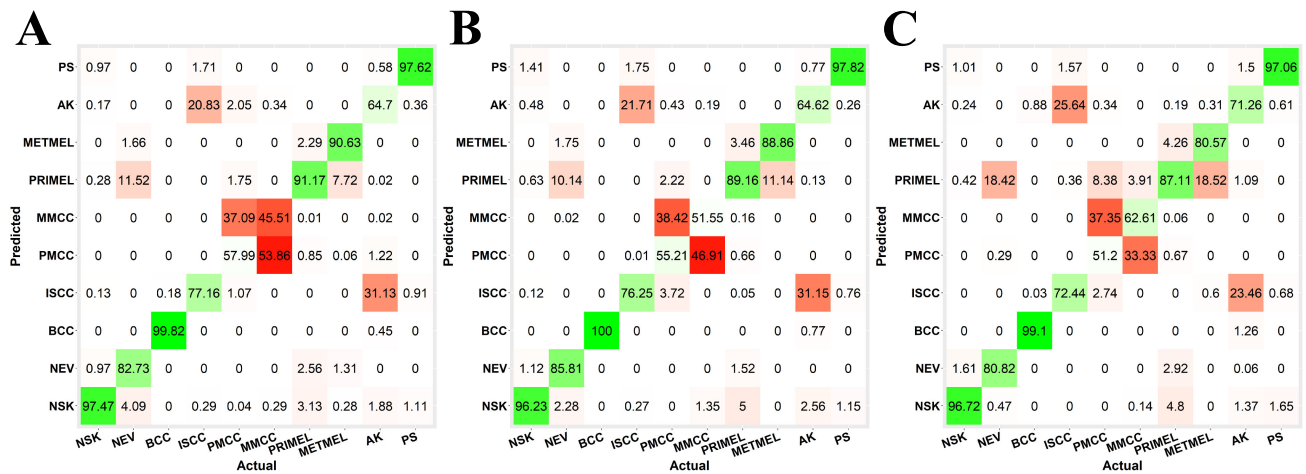 A B C
PS 0.97 0 0 1.71 0 0 0 0 0.58 97.62
AK 0.17 0 0 20.83 2.05 0.34 0 0 64.7 0.36
METMEL 0 1.66 0 0 0 0 2.29 90.63 0 0
PRIMEL 0.28 11.52 0 0 1.75 0 91.17 7.72 0.02 0
MMCC 0 0 0 0 37.09 45.51 0.01 0 0.02 0
PMCC 0 0 0 0 57.99 53.86 0.85 0.06 1.22 0
ISCC 0.13 0 0.18 77.16 1.07 0 0 0 31.13 0.91
BCC 0 0 99.82 0 0 0 0 0 0.45 0
NEV 0.97 82.73 0 0 0 0 2.56 1.31 0 0
NSK 97.47 4.09 0 0.29 0.04 0.29 3.13 0.28 1.88 1.11
NSK NEV BCC ISCC PMCC MMCC PRIMEL METMEL AK PS
Predicted
Actual
PS 1.41 0 0 1.75 0 0 0 0 0.77 97.82
AK 0.48 0 0 21.71 0.43 0.19 0 0 64.62 0.26
METMEL 0 1.75 0 0 0 0 3.46 88.86 0 0
PRIMEL 0.63 10.14 0 0 2.22 0 89.16 11.14 0.13 0
MMCC 0 0.02 0 0 38.42 51.55 0.16 0 0 0
PMCC 0 0 0 0.01 55.21 46.91 0.66 0 0 0
ISCC 0.12 0 0 76.25 3.72 0 0.05 0 31.15 0.76
BCC 0 0 100 0 0 0 0 0 0.77 0
NEV 1.12 85.81 0 0 0 0 1.52 0 0 0
NSK 96.23 2.28 0 0.27 0 1.35 5 0 2.56 1.15
NSK NEV BCC ISCC PMCC MMCC PRIMEL METMEL AK PS
Predicted
Actual
PS 1.01 0 0 1.57 0 0 0 0 1.5 97.06
AK 0.24 0 0.88 25.64 0.34 0 0.19 0.31 71.26 0.61
METMEL 0 0 0 0 0 0 4.26 80.57 0 0
PRIMEL 0.42 18.42 0 0.36 8.38 3.91 87.11 18.52 1.09 0
MMCC 0 0 0 0 37.35 62.61 0.06 0 0 0
PMCC 0 0.29 0 0 51.2 33.33 0.67 0 0 0
ISCC 0 0 0.03 72.44 2.74 0 0 0.6 23.46 0.68
BCC 0 0 99.1 0 0 0 0 0 1.26 0
NEV 1.61 80.82 0 0 0 0 2.92 0 0.06 0
NSK 96.72 0.47 0 0 0 0.14 4.8 0 1.37 1.65
NSK NEV BCC ISCC PMCC MMCC PRIMEL METMEL AK PS
Predicted
Actual